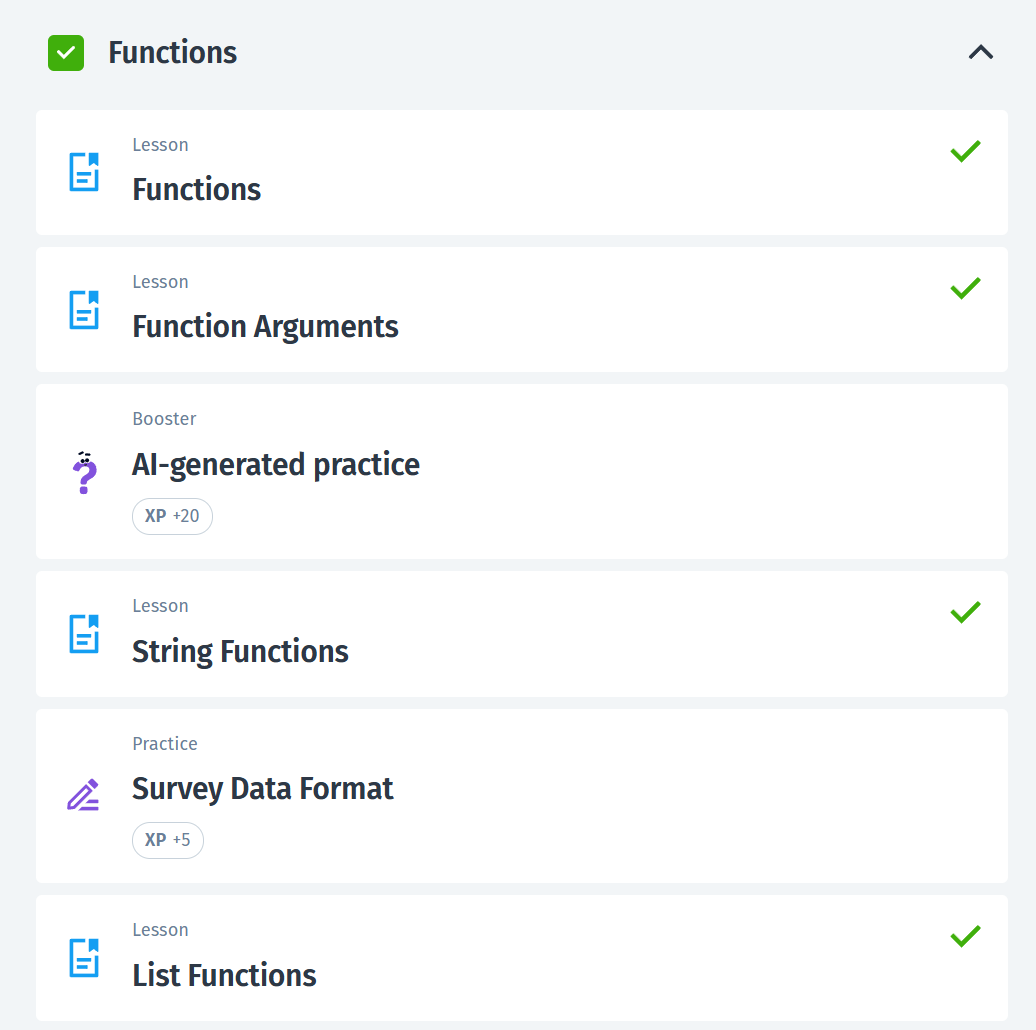 Functions
Lesson
Functions
Lesson
Function Arguments
Booster
AI-generated practice
XP +20
Lesson
String Functions
Practice
Survey Data Format
XP +5
Lesson
List Functions